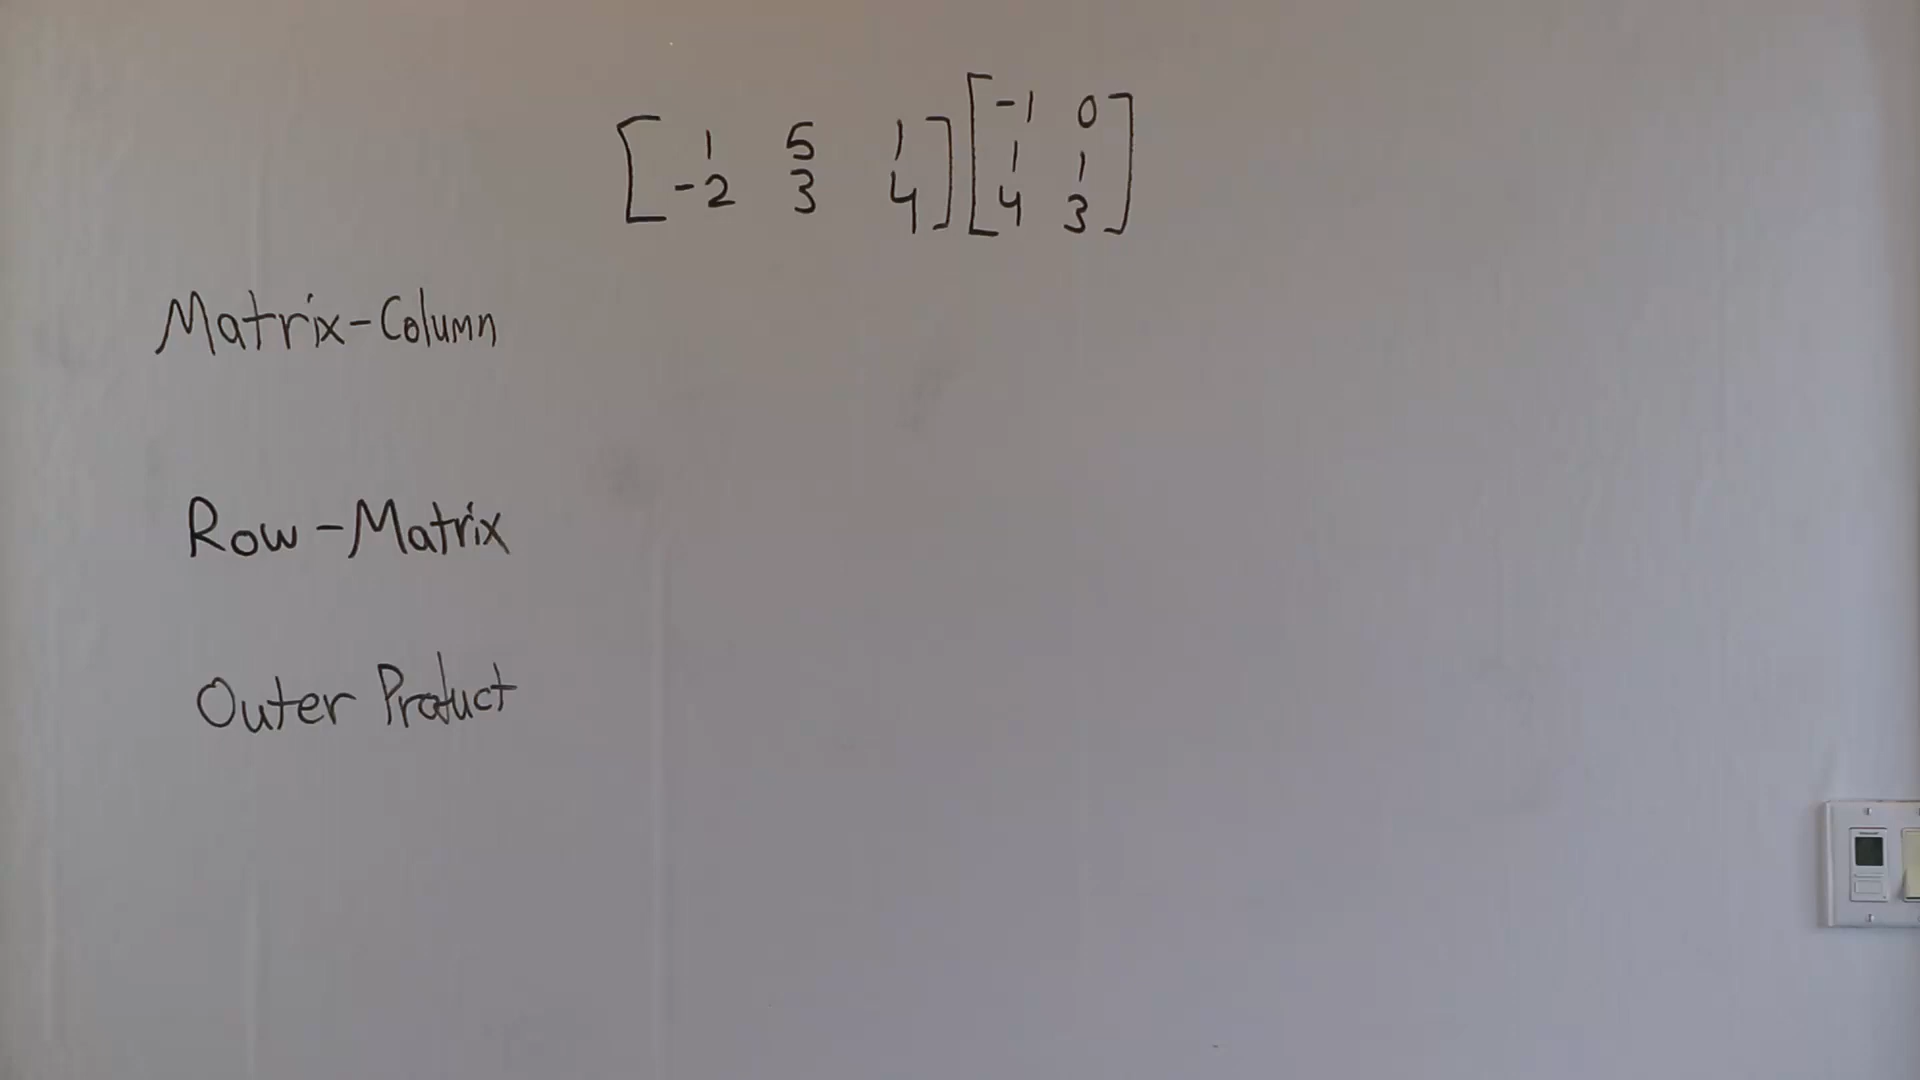 [ 1 5 1 ] [ -1 0 ]
[ -2 3 4 ] [ 1 1 ]
[ 4 3 ]
Matrix-Column
Row-Matrix
Outer Product